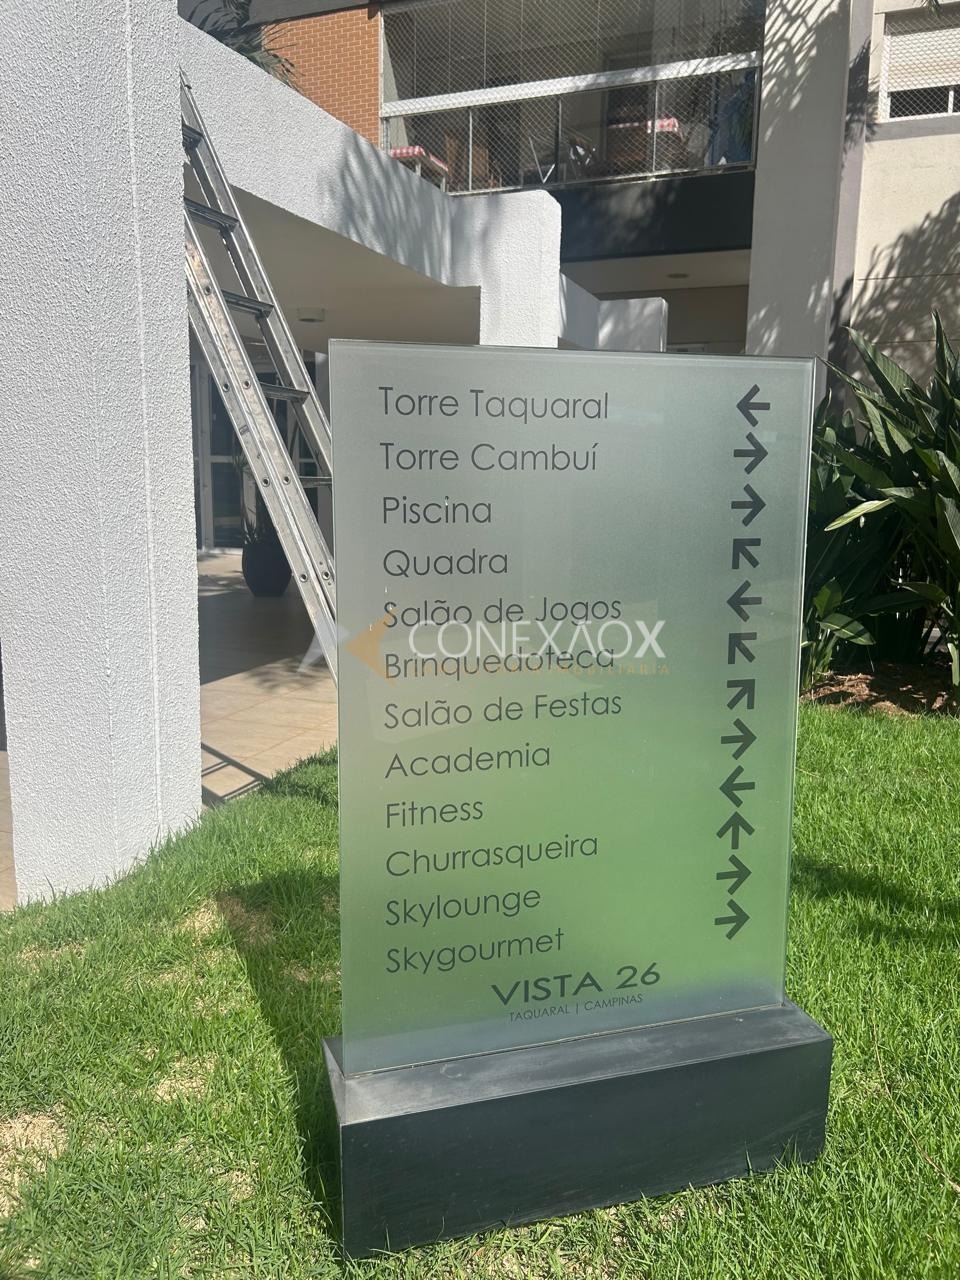 Torre Taquaral ←
Torre Cambuí →
Piscina →
Quadra ↖
Salão de Jogos ←
CONEXÃOX
Brinquedoteca ↖
Salão de Festas ↗
Academia →
Fitness ←
Churrasqueira ↑
Skylounge →
Skygourmet →
VISTA 26
TAQUARAL | CAMPINAS